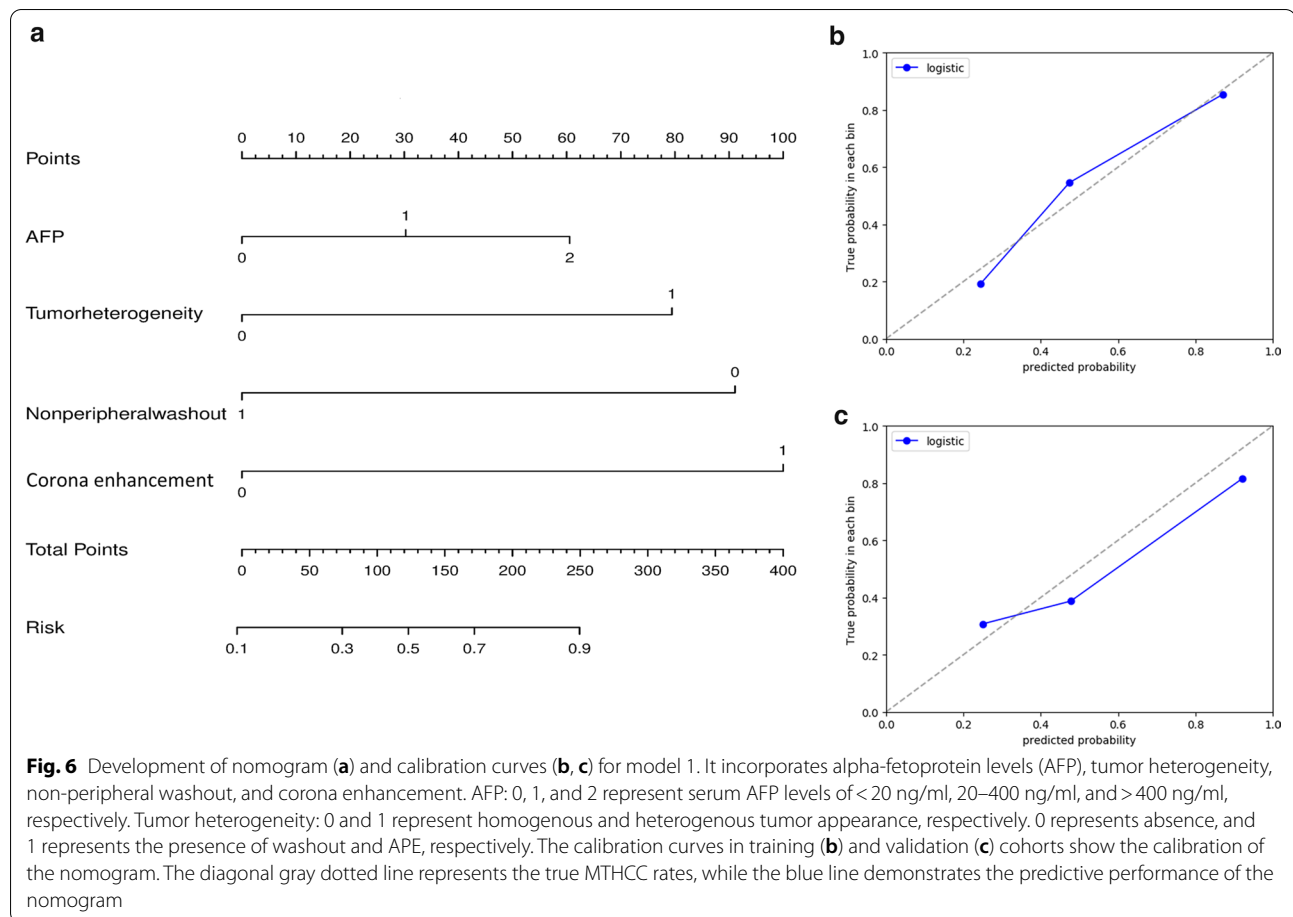 a
0 10 20 30 40 50 60 70 80 90 100
Points
1
AFP
0 2
1
Tumorheterogeneity
0
0
Nonperipheralwashout 1
1
Corona enhancement
0
Total Points
0 50 100 150 200 250 300 350 400
Risk
0.1 0.3 0.5 0.7 0.9
b
1.0
logistic
0.8
0.6
0.4
0.2
0.0
True probability in each bin
0.0 0.2 0.4 0.6 0.8 1.0
predicted probability
c
1.0
logistic
0.8
0.6
0.4
0.2
0.0
True probability in each bin
0.0 0.2 0.4 0.6 0.8 1.0
predicted probability
Fig. 6 Development of nomogram (a) and calibration curves (b, c) for model 1. It incorporates alpha-fetoprotein levels (AFP), tumor heterogeneity,
non-peripheral washout, and corona enhancement. AFP: 0, 1, and 2 represent serum AFP levels of < 20 ng/ml, 20–400 ng/ml, and > 400 ng/ml,
respectively. Tumor heterogeneity: 0 and 1 represent homogenous and heterogenous tumor appearance, respectively. 0 represents absence, and
1 represents the presence of washout and APE, respectively. The calibration curves in training (b) and validation (c) cohorts show the calibration of
the nomogram. The diagonal gray dotted line represents the true MTHCC rates, while the blue line demonstrates the predictive performance of the
nomogram